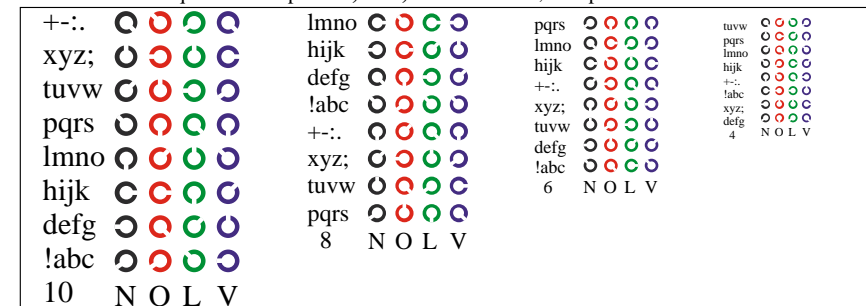 +-:.
xyz;
tuvw
pqrs
lmno
hijk
defg
!abc
10 N O L V
lmno
hijk
defg
!abc
+-:.
xyz;
tuvw
pqrs
8 N O L V
pqrs
lmno
hijk
+-:.
xyz;
tuvw
defg
!abc
6 N O L V
tuvw
pqrs
lmno
hijk
+-:.
!abc
xyz;
defg
4 N O L V